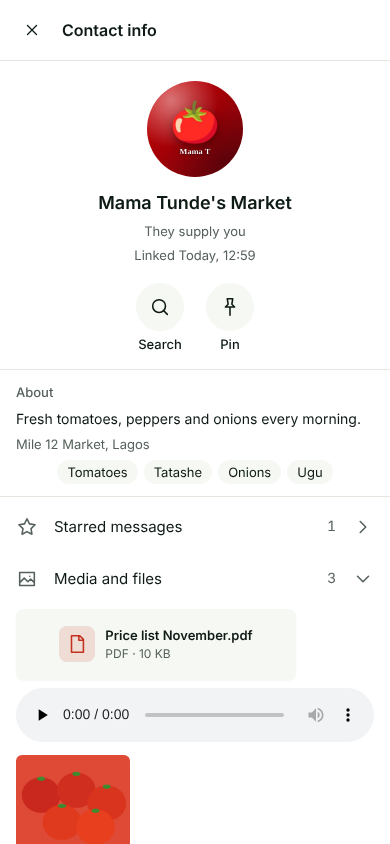 Contact info
Mama T
Mama Tunde's Market
They supply you
Linked Today, 12:59
Search
Pin
About
Fresh tomatoes, peppers and onions every morning.
Mile 12 Market, Lagos
Tomatoes
Tatashe
Onions
Ugu
Starred messages
1
Media and files
3
Price list November.pdf
PDF · 10 KB
0:00 / 0:00